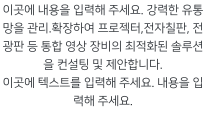 이곳에 내용을 입력해 주세요. 강력한 유통
망을 관리.확장하여 프로젝터,전자칠판, 전
광판 등 통합 영상 장비의 최적화된 솔루션
을 컨설팅 및 제안합니다.
이곳에 텍스트를 입력해 주세요. 내용을 입
력해 주세요.